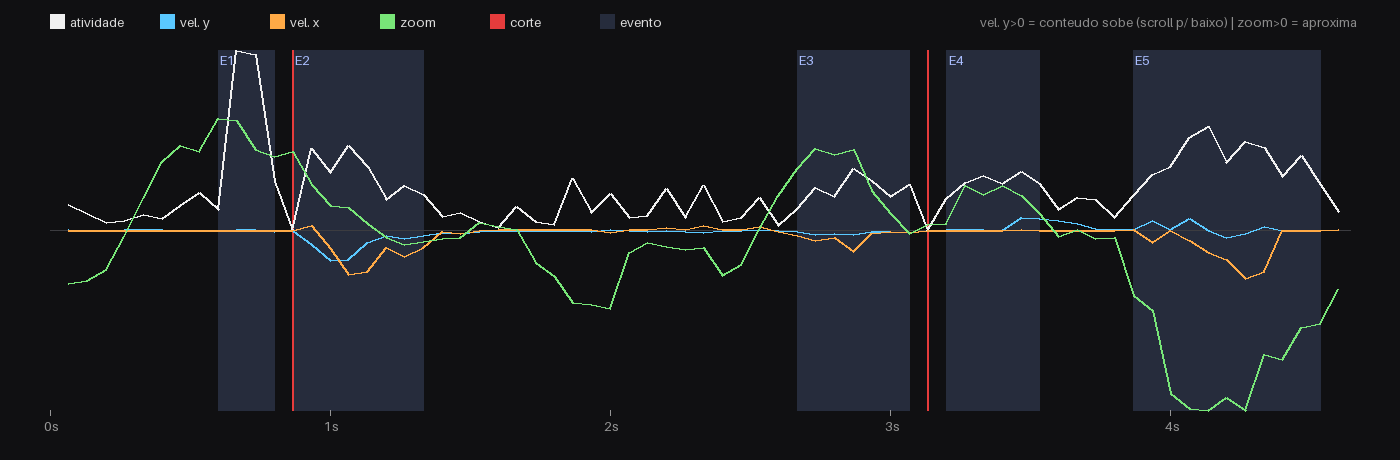 atividade vel. y vel. x zoom corte evento vel. y>0 = conteudo sobe (scroll p/ baixo) | zoom>0 = aproxima
E1 E2 E3 E4 E5
0s 1s 2s 3s 4s